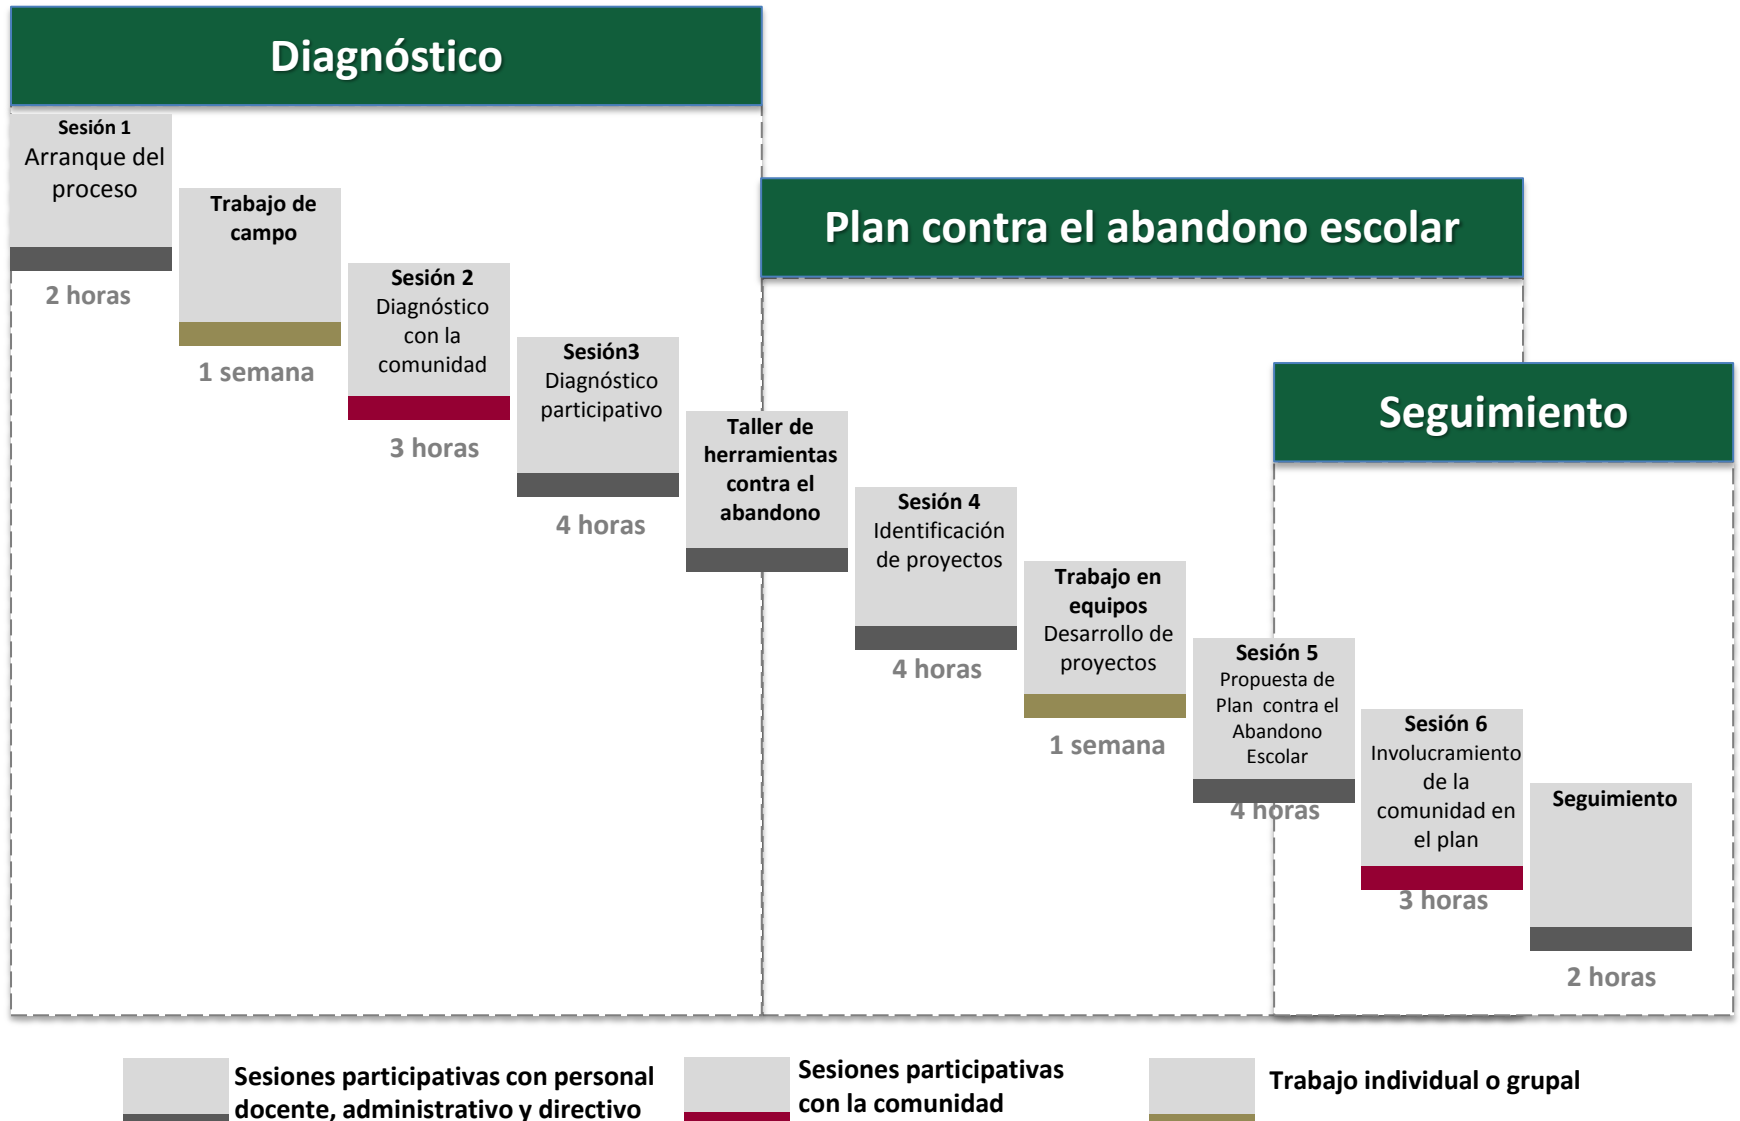 Diagnóstico
Sesión 1
Arranque del
proceso
2 horas
Trabajo de
campo
1 semana
Sesión 2
Diagnóstico
con la
comunidad
3 horas
Sesión3
Diagnóstico
participativo
4 horas
Taller de
herramientas
contra el
abandono
Plan contra el abandono escolar
Sesión 4
Identificación
de proyectos
4 horas
Trabajo en
equipos
Desarrollo de
proyectos
1 semana
Sesión 5
Propuesta de
Plan contra el
Abandono
Escolar
4 horas
Seguimiento
Sesión 6
Involucramiento
de la
comunidad en
el plan
3 horas
Seguimiento
2 horas
Sesiones participativas con personal
docente, administrativo y directivo
Sesiones participativas
con la comunidad
Trabajo individual o grupal